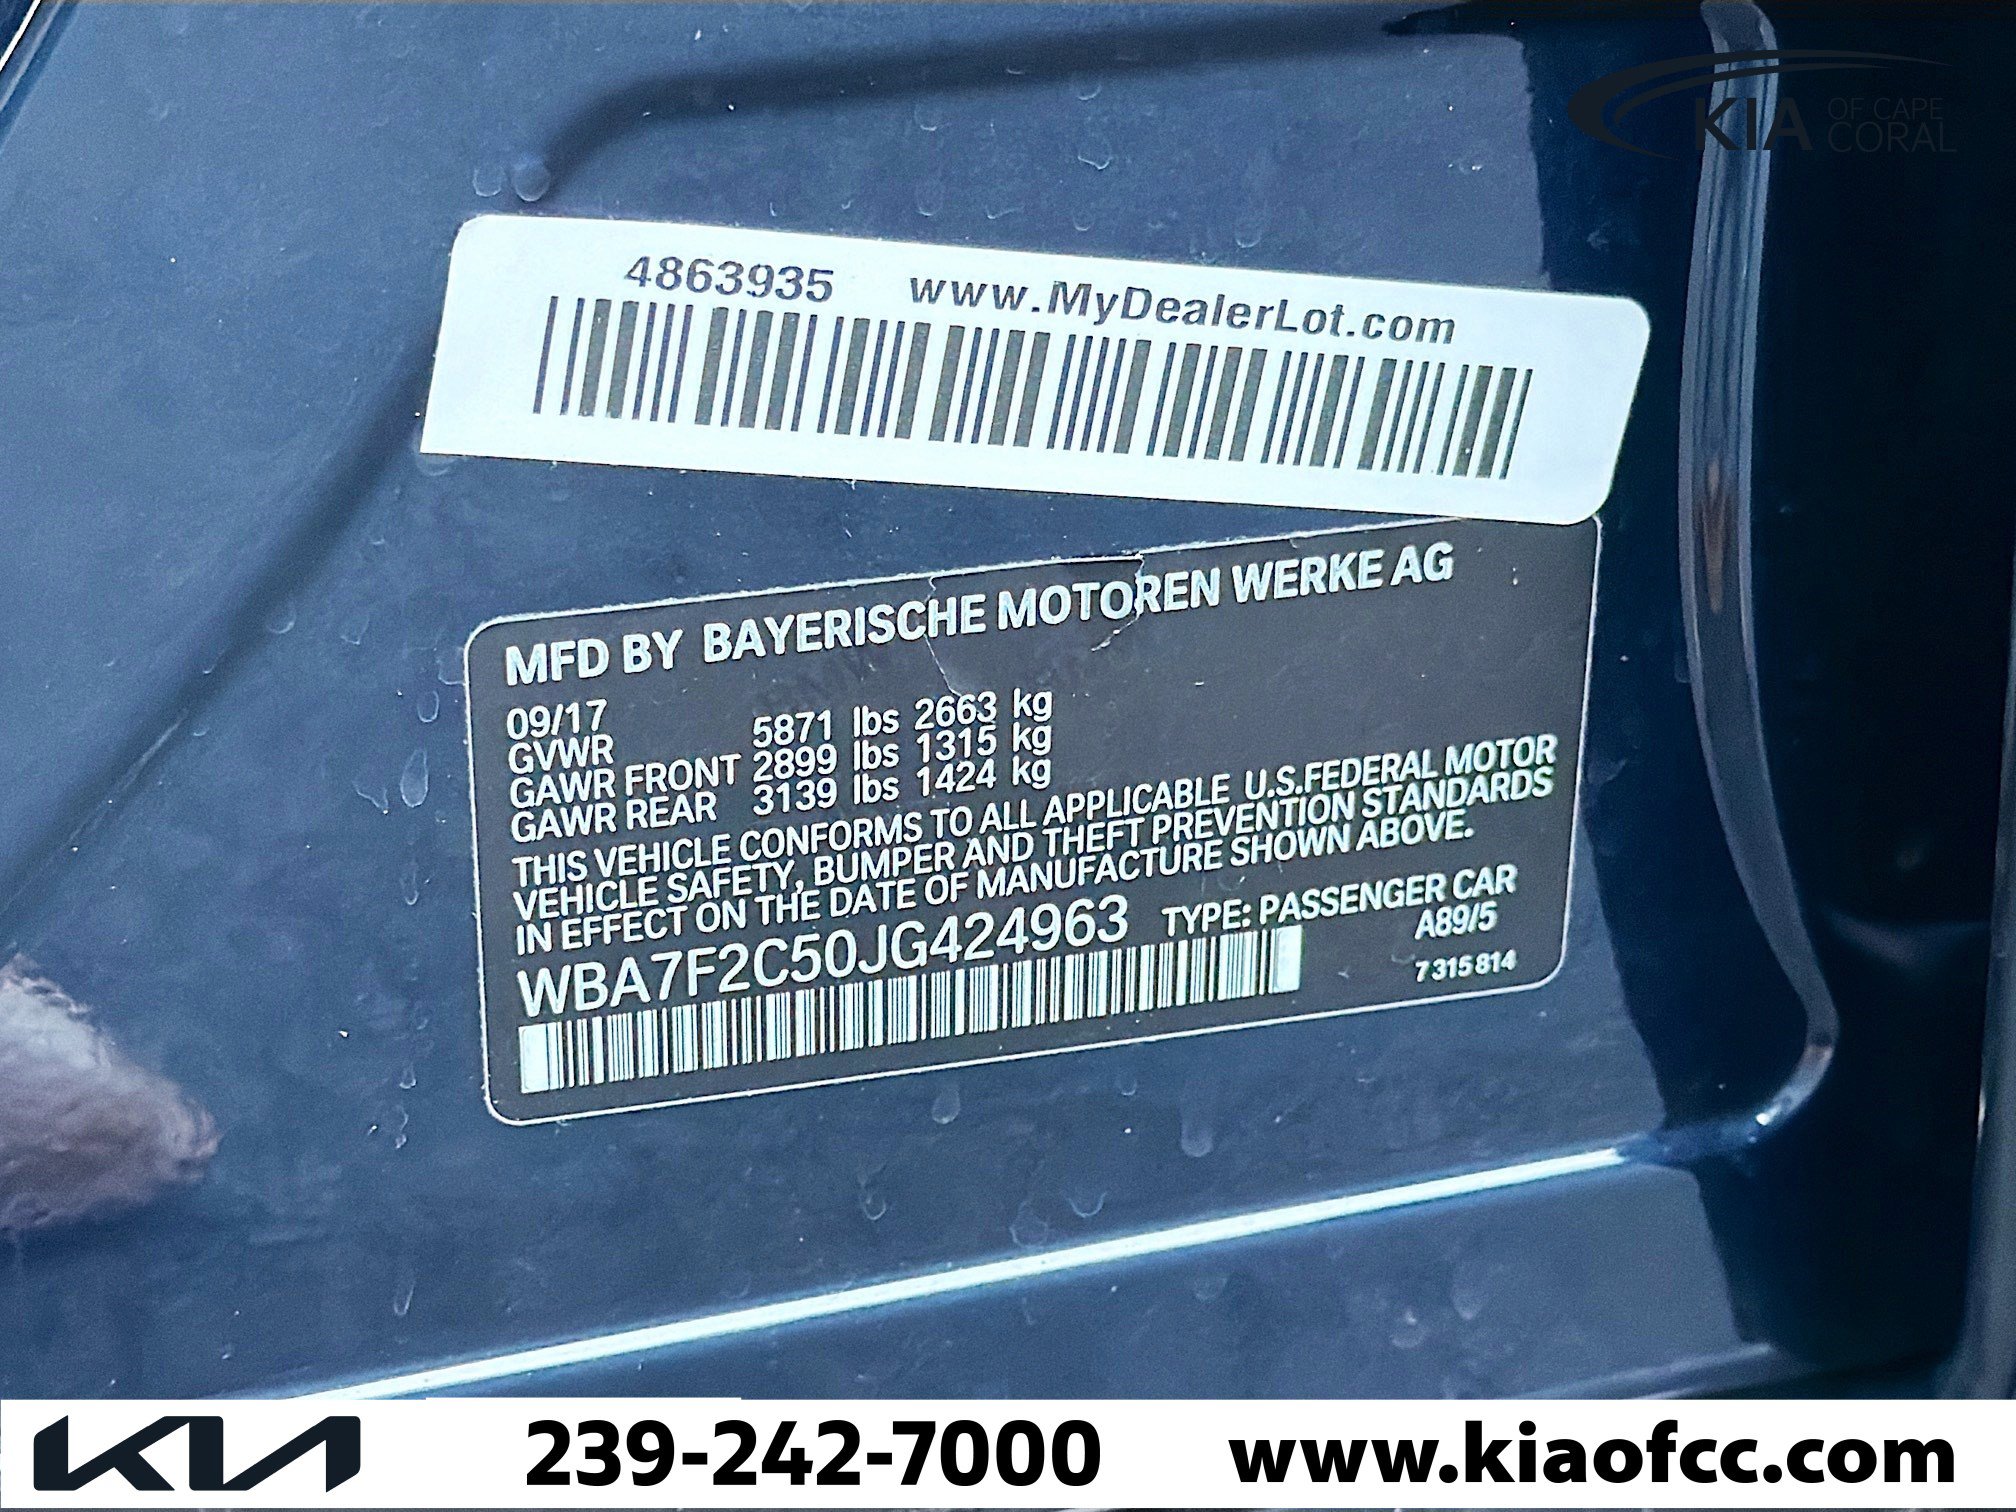 KIA OF CAPE CORAL
4863935 www.MyDealerLot.com
MFD BY BAYERISCHE MOTOREN WERKE AG
09/17
GVWR 5871 lbs 2663 kg
GAWR FRONT 2899 lbs 1315 kg
GAWR REAR 3139 lbs 1424 kg
THIS VEHICLE CONFORMS TO ALL APPLICABLE U.S.FEDERAL MOTOR
VEHICLE SAFETY, BUMPER AND THEFT PREVENTION STANDARDS
IN EFFECT ON THE DATE OF MANUFACTURE SHOWN ABOVE.
WBA7F2C50JG424963 TYPE: PASSENGER CAR
A89/5
7 315 814
KIA 239-242-7000 www.kiaofcc.com